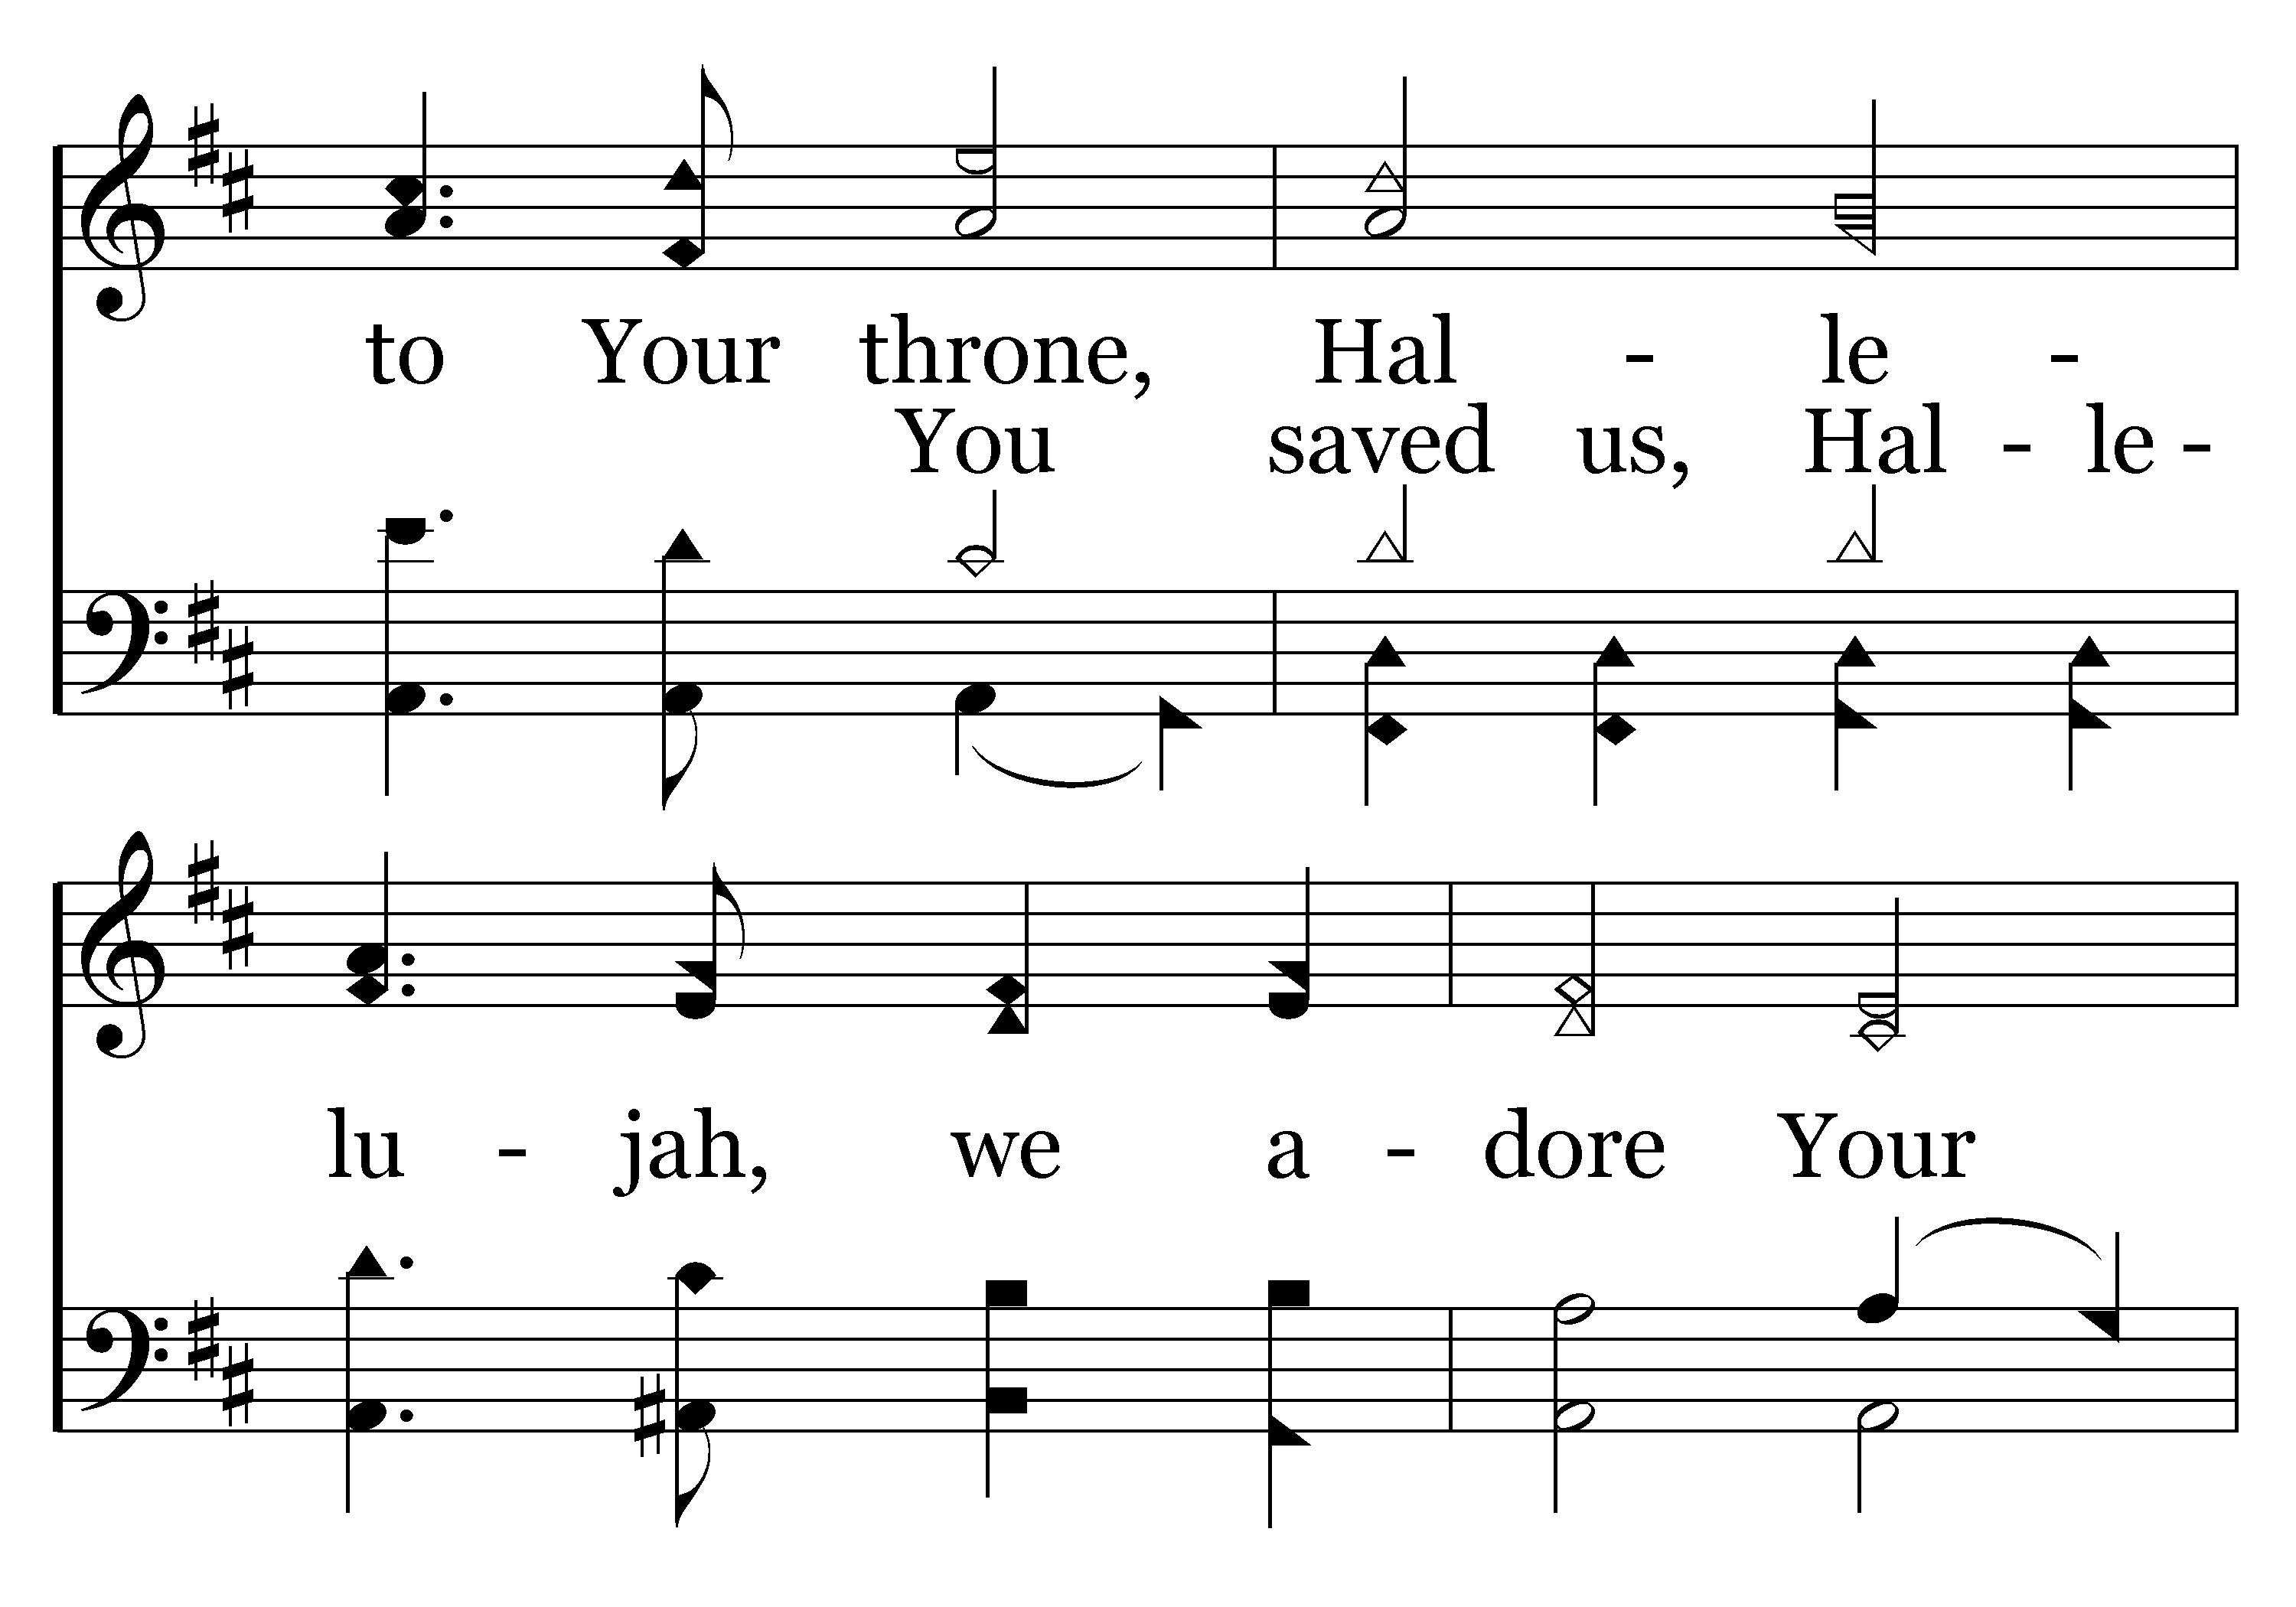 to Your throne, Hal - le -
You saved us, Hal - le -
lu - jah, we a - dore Your